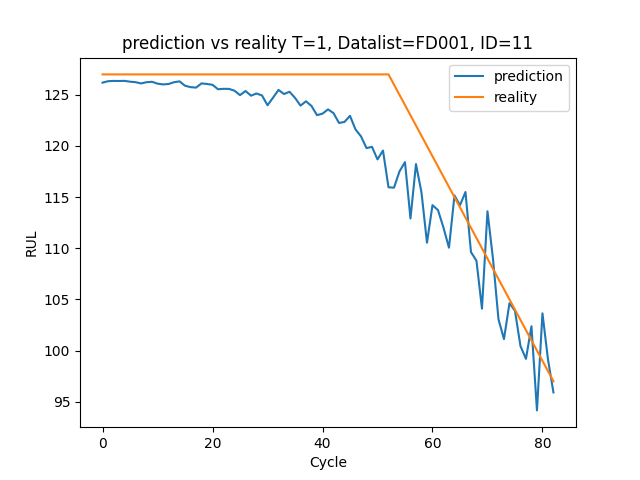 prediction vs reality T=1, Datalist=FD001, ID=11
prediction
reality
125
120
115
110
105
100
95
RUL
0 20 40 60 80
Cycle